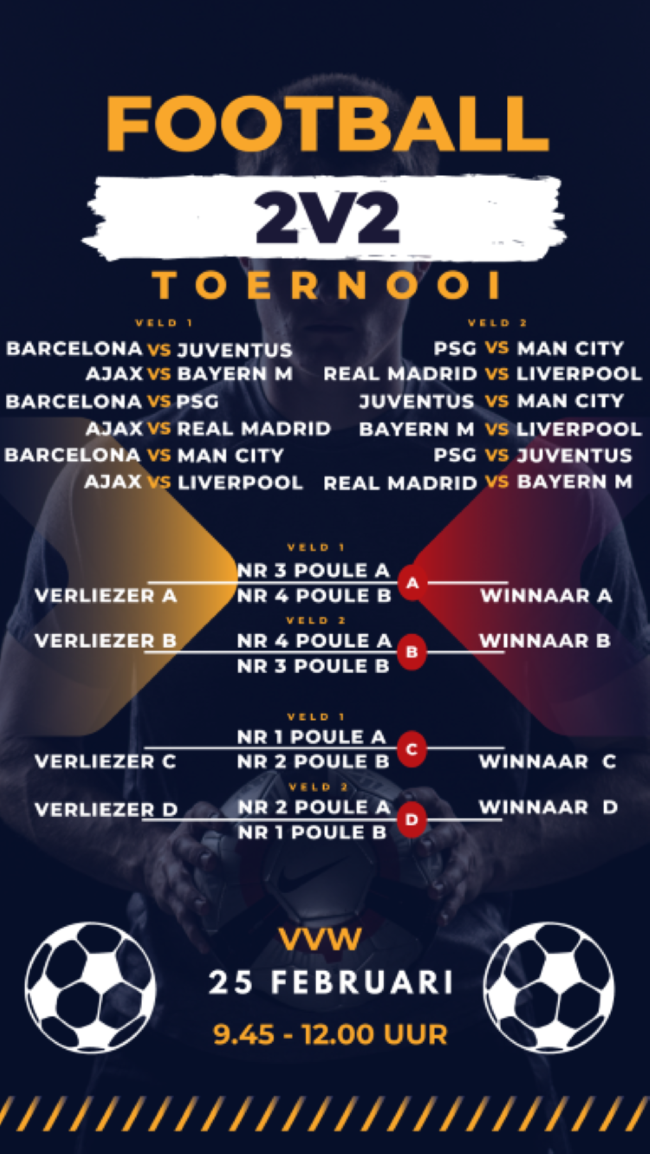 FOOTBALL
2V2
TOERNOOI
VELD 1
BARCELONA VS JUVENTUS
AJAX VS BAYERN M
BARCELONA VS PSG
AJAX VS REAL MADRID
BARCELONA VS MAN CITY
AJAX VS LIVERPOOL
VELD 2
PSG VS MAN CITY
REAL MADRID VS LIVERPOOL
JUVENTUS VS MAN CITY
BAYERN M VS LIVERPOOL
PSG VS JUVENTUS
REAL MADRID VS BAYERN M
VELD 1
NR 3 POULE A
A
VERLIEZER A NR 4 POULE B WINNAAR A
VELD 2
VERLIEZER B NR 4 POULE A WINNAAR B
B
NR 3 POULE B
VELD 1
NR 1 POULE A
C
VERLIEZER C NR 2 POULE B WINNAAR C
VELD 2
VERLIEZER D NR 2 POULE A WINNAAR D
D
NR 1 POULE B
VVW
25 FEBRUARI
9.45 - 12.00 UUR